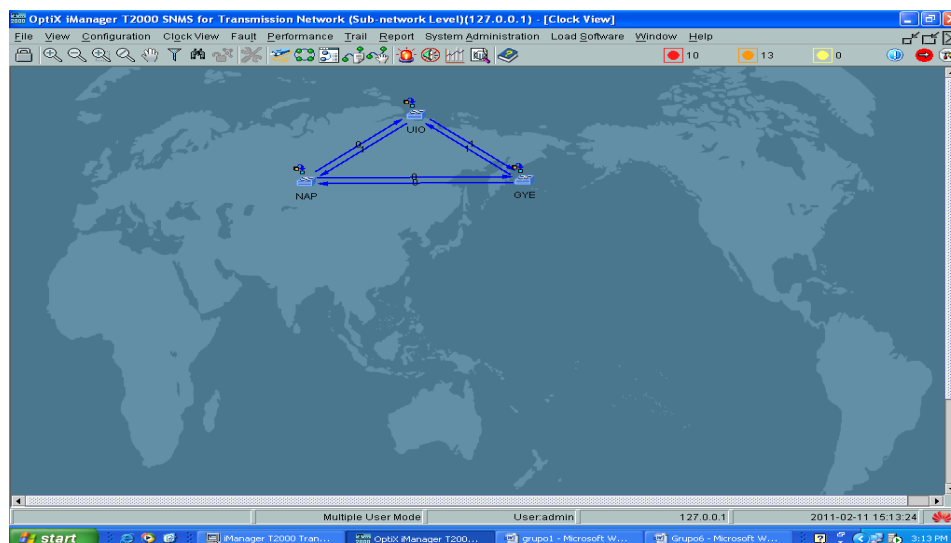 OptiX iManager T2000 SNMS for Transmission Network (Sub-network Level)(127.0.0.1) - [Clock View]
File View Configuration Clock View Fault Performance Trail Report System Administration Load Software Window Help
10 13 0
UIO
NAP
GYE
Multiple User Mode User:admin 127.0.0.1 2011-02-11 15:13:24
start iManager T2000 Tran... OptiX iManager T200... grupo1 - Microsoft W... Grupo6 - Microsoft W... 3:13 PM